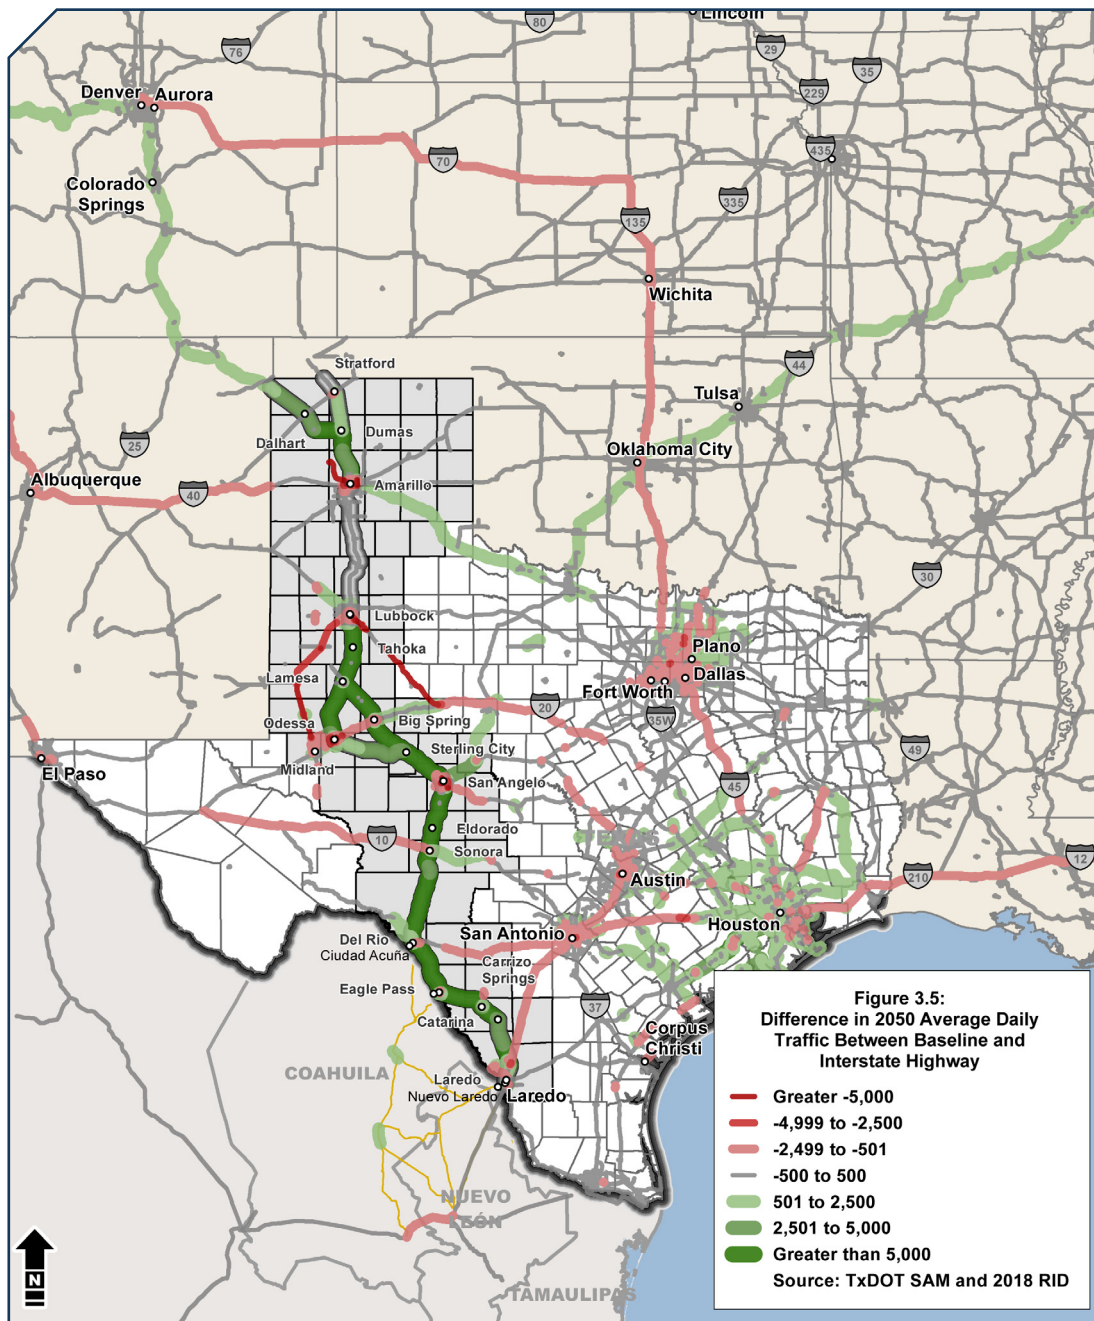 Lincoln
80
76
29
35
229
Denver
Aurora
435
70
Colorado
Springs
335
135
Wichita
44
Stratford
Tulsa
Dumas
Dalhart
25
Oklahoma City
Albuquerque
40
Amarillo
30
Lubbock
Tahoka
Plano
Lamesa
Dallas
Fort Worth
Odessa
Big Spring
20
35W
Sterling City
49
El Paso
Midland
San Angelo
45
Eldorado
TEXAS
10
Sonora
12
210
Austin
Houston
San Antonio
Del Rio
Ciudad Acuña
Carrizo
Springs
Eagle Pass
37
Catarina
Corpus
Christi
COAHUILA
Laredo
Nuevo Laredo
Laredo
NUEVO
LEÓN
TAMAULIPAS
N
Figure 3.5:
Difference in 2050 Average Daily
Traffic Between Baseline and
Interstate Highway
Greater -5,000
-4,999 to -2,500
-2,499 to -501
-500 to 500
501 to 2,500
2,501 to 5,000
Greater than 5,000
Source: TxDOT SAM and 2018 RID